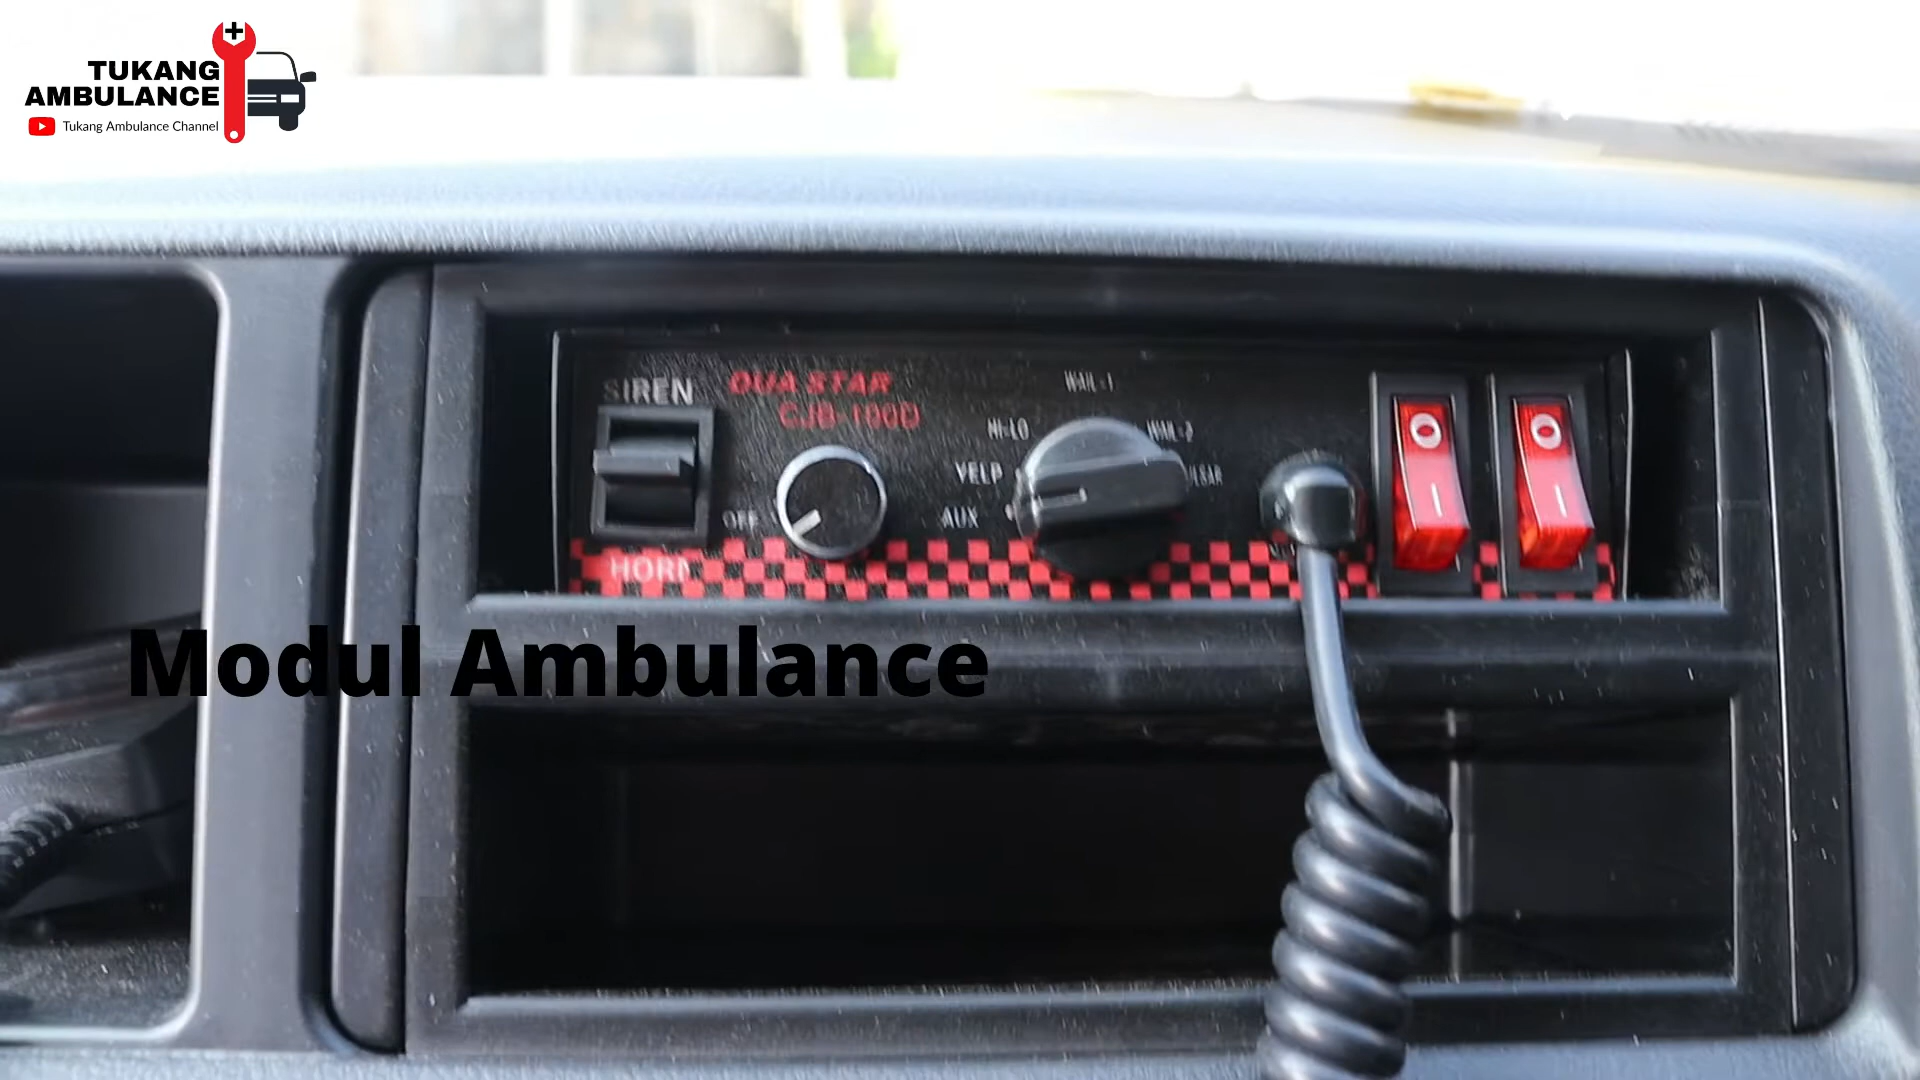 TUKANG
AMBULANCE
Tukang Ambulance Channel
SIREN
DUA STAR
CJB-100D
WAIL-1
HI-LO
WAIL-2
YELP
OFF
AUX
HORN
Modul Ambulance